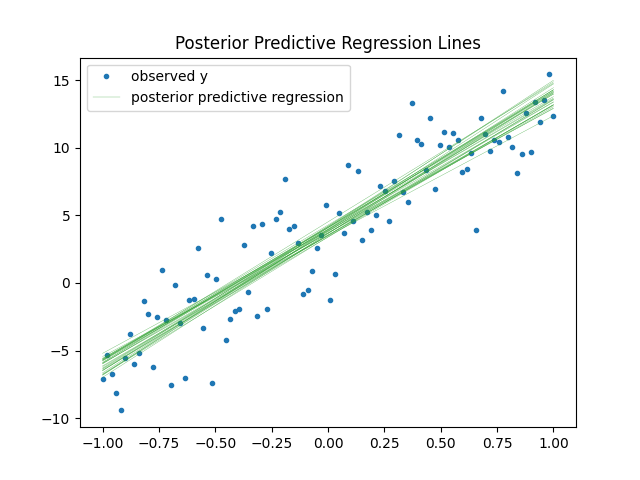 Posterior Predictive Regression Lines
observed y
posterior predictive regression
15
10
5
0
−5
−10
−1.00 −0.75 −0.50 −0.25 0.00 0.25 0.50 0.75 1.00